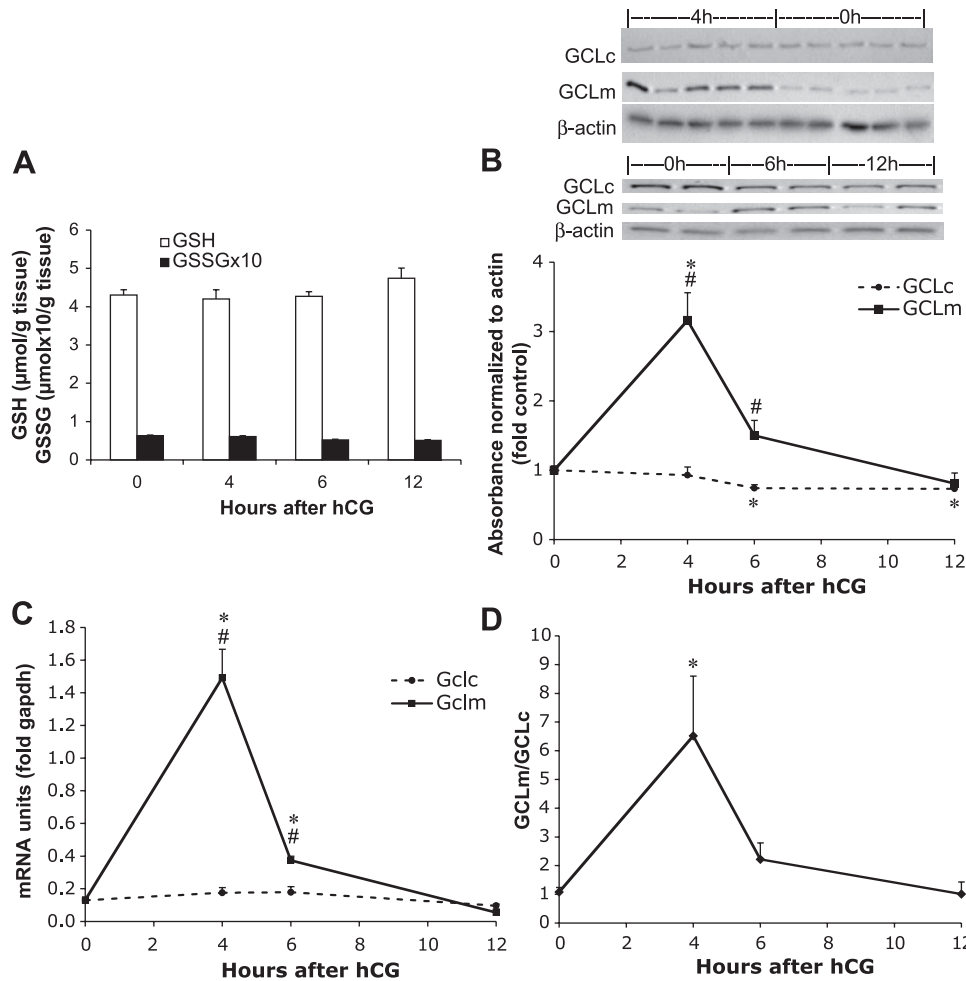 |------4h------|------0h------|
GCLc
GCLm
β-actin
A
B
|---0h---|---6h---|---12h---|
GCLc
GCLm
β-actin
GSH (µmol/g tissue)
GSSG (µmolx10/g tissue)
6
5
4
3
2
1
0
GSH
GSSGx10
0 4 6 12
Hours after hCG
Absorbance normalized to actin
(fold control)
4
3
2
1
0
*
#
#
*
*
GCLc
GCLm
0 2 4 6 8 10 12
Hours after hCG
C
mRNA units (fold gapdh)
1.8
1.6
1.4
1.2
1.0
0.8
0.6
0.4
0.2
0.0
*
#
*
#
Gclc
Gclm
0 2 4 6 8 10 12
Hours after hCG
D
GCLm/GCLc
10
9
8
7
6
5
4
3
2
1
0
*
0 2 4 6 8 10 12
Hours after hCG